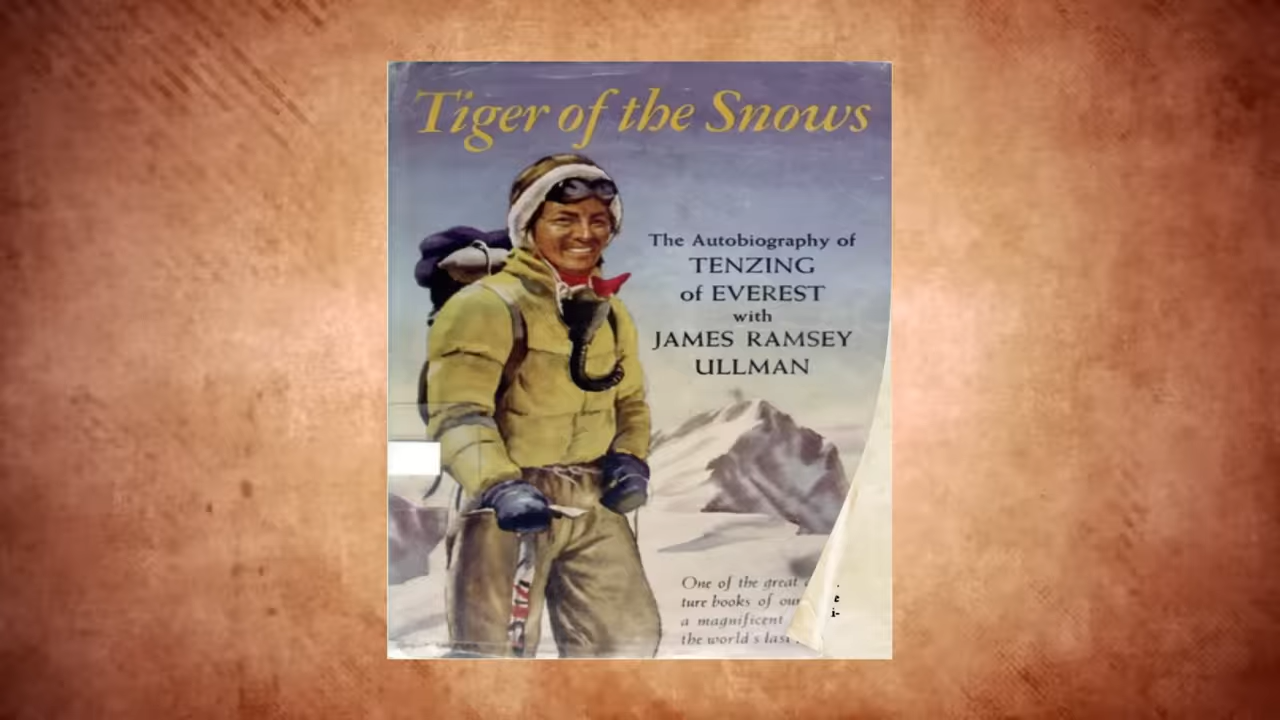 Tiger of the Snows
The Autobiography of
TENZING
of EVEREST
with
JAMES RAMSEY
ULLMAN
One of the great
ture books of our
a magnificent
the world's last